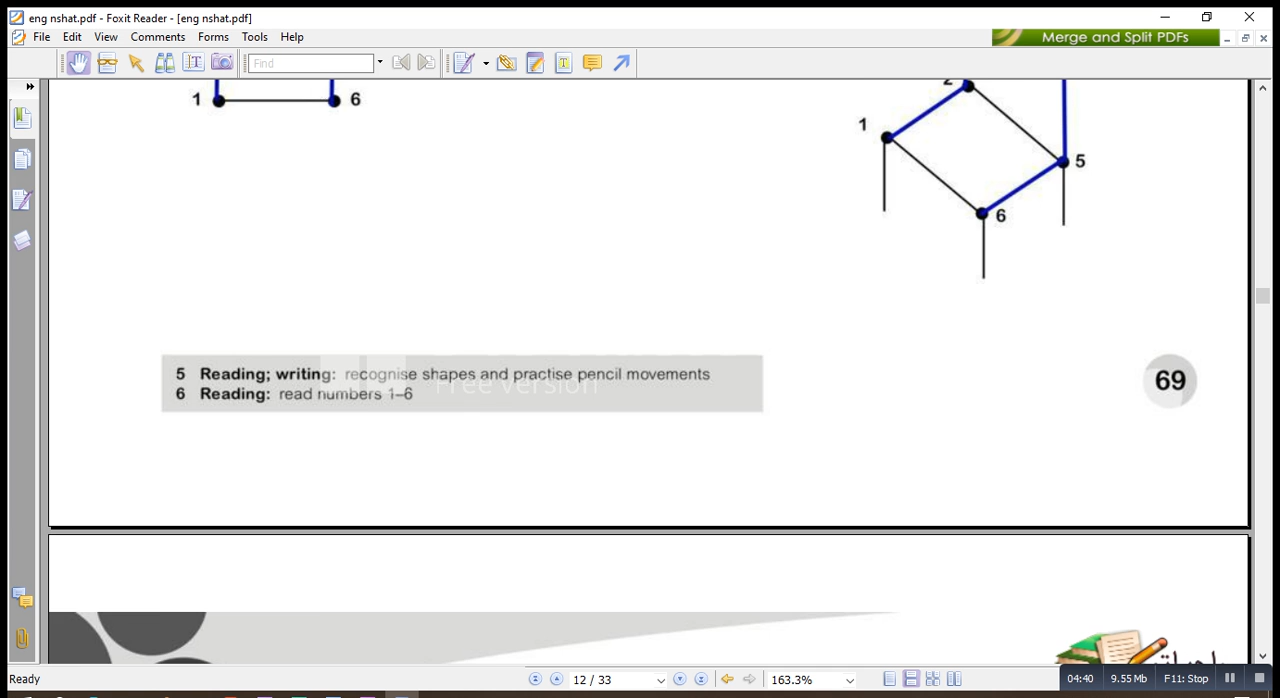 eng nshat.pdf - Foxit Reader - [eng nshat.pdf]
File Edit View Comments Forms Tools Help
Merge and Split PDFs
Find
1 6
2
1
5
6
5 Reading; writing: recognise shapes and practise pencil movements
6 Reading: read numbers 1–6
Free Version
69
Ready
12 / 33
163.3%
04:40 9.55 Mb F11: Stop